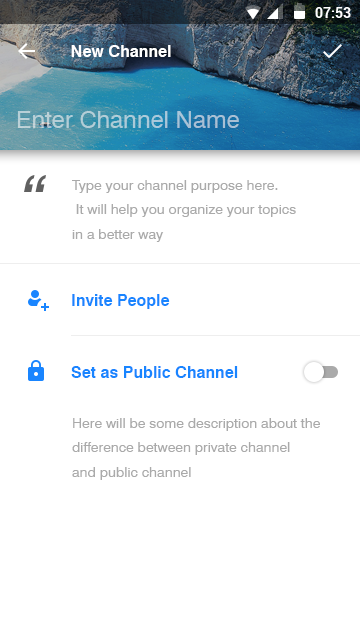 07:53
New Channel
Enter Channel Name
Type your channel purpose here.
It will help you organize your topics
in a better way
Invite People
Set as Public Channel
Here will be some description about the
difference between private channel
and public channel